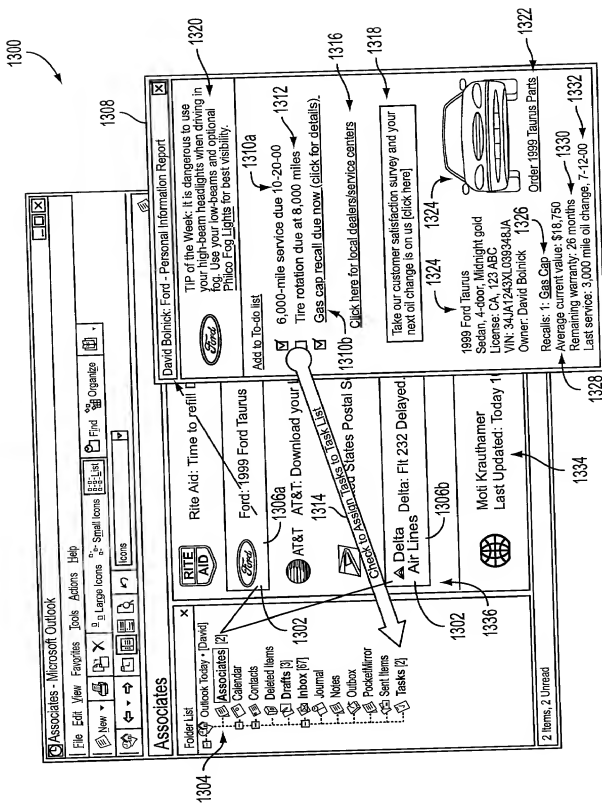 1300
Associates - Microsoft Outlook
File Edit View Favorites Tools Actions Help
New
Large Icons Small Icons List Find Organize
Icons
Associates
Folder List
Outlook Today - [David]
Associates [2]
Calendar
Contacts
Deleted Items
Drafts [3]
Inbox [67]
Journal
Notes
Outbox
PocketMirror
Sent Items
Tasks [2]
1304
2 Items, 2 Unread
RITE AID
Rite Aid: Time to refill
Ford
Ford: 1999 Ford Taurus
1306a
1302
AT&T
AT&T: Download your
1314
ed States Postal S
Check to Assign Tasks to Task List
Delta
Air Lines
Delta: Flt 232 Delayed.
1306b
1302
1336
Moti Krauthamer
Last Updated: Today 1
1334
1308
David Bolnick: Ford - Personal Information Report
Ford
TIP of the Week: It is dangerous to use
your high-beam headlights when driving in
fog. Use your low-beams and optional
Philco Fog Lights for best visibility.
1320
Add to To-do list
1310a
6,000-mile service due 10-20-00
1312
Tire rotation due at 8,000 miles
Gas cap recall due now (click for details).
1310b
Click here for local dealers/service centers
1316
Take our customer satisfaction survey and your
next oil change is on us [click here]
1318
1324
1324
1999 Ford Taurus
Sedan, 4-door, Midnight gold
License: CA, 123 ABC
VIN: 34JA1243XL039348JA
Owner: David Bolnick
1326
Order 1999 Taurus Parts
1322
Recalls: 1: Gas Cap
Average current value: $18,750
1330
Remaining warranty: 26 months
1332
Last service: 3,000 mile oil change, 7-12-00
1328